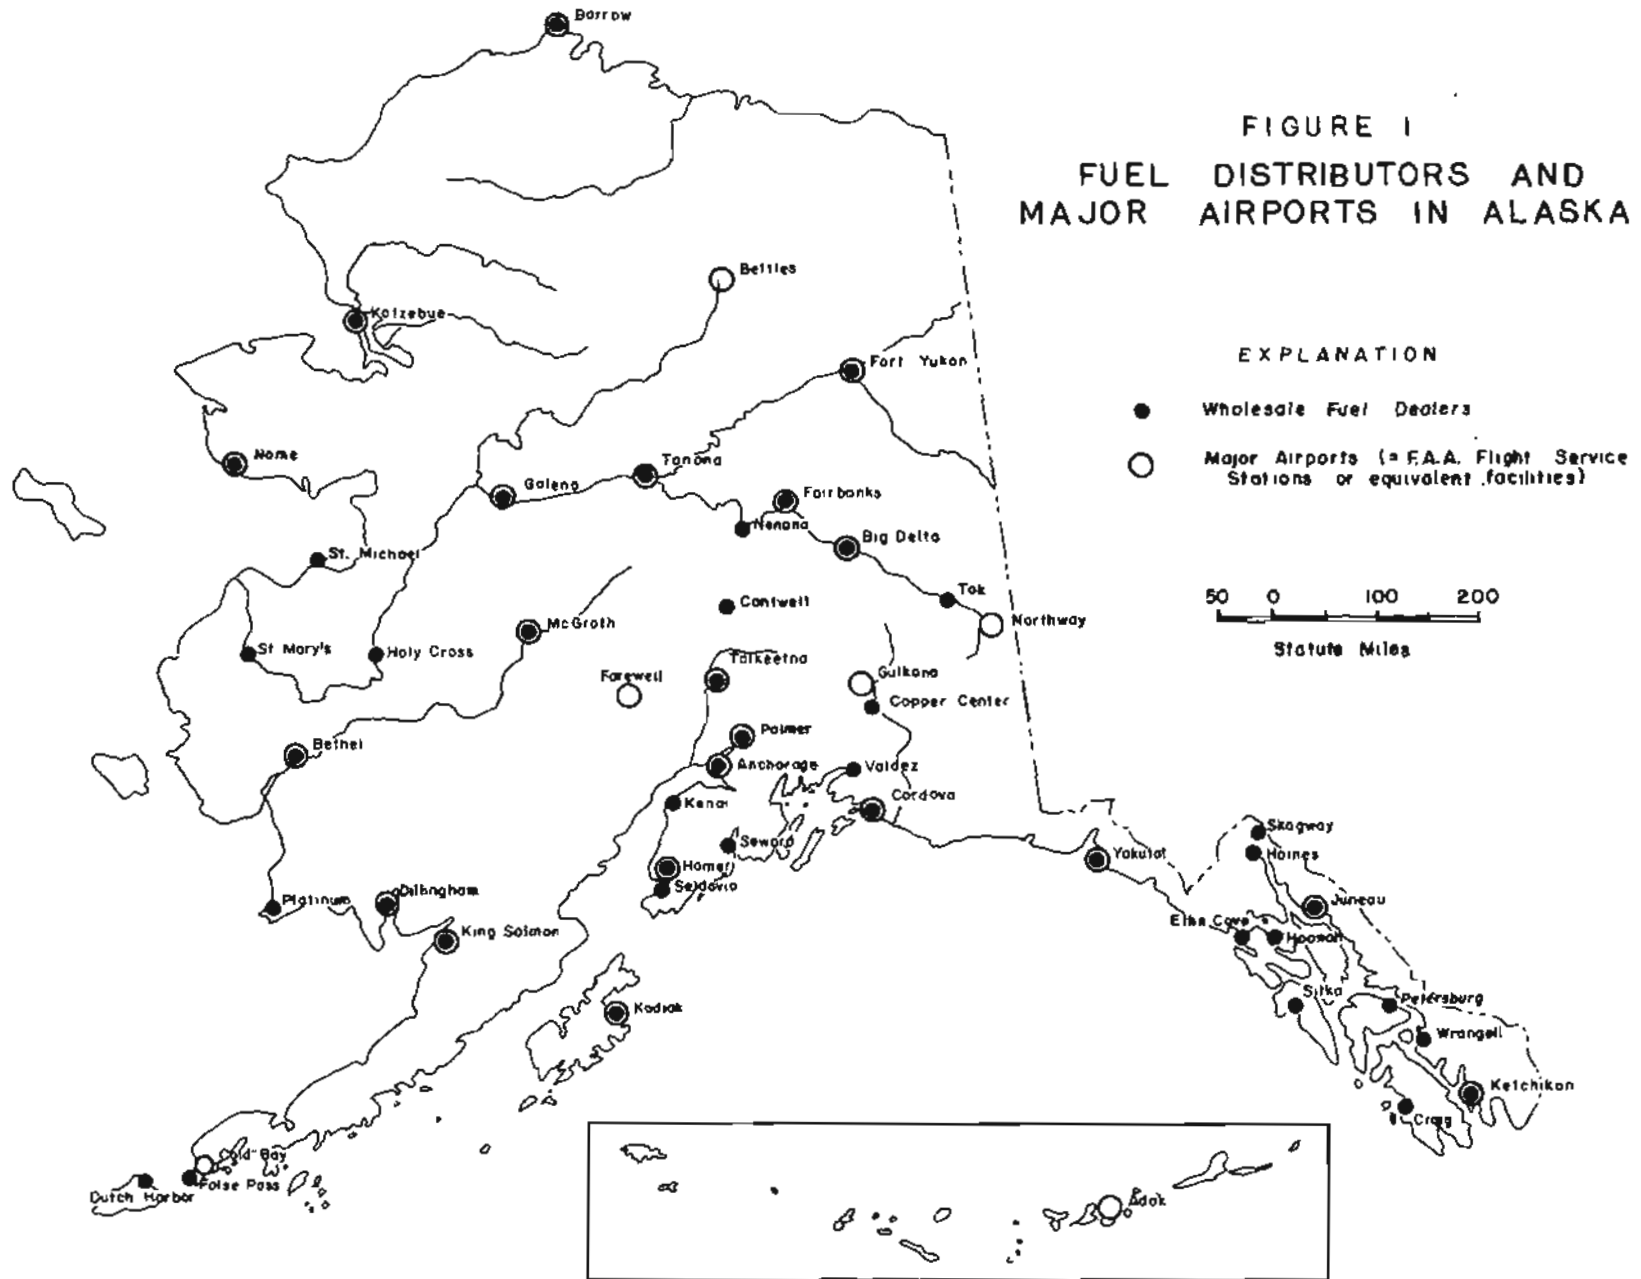 Barrow
FIGURE 1
FUEL DISTRIBUTORS AND
MAJOR AIRPORTS IN ALASKA
Bettles
Kotzebue
EXPLANATION
Fort Yukon
Wholesale Fuel Dealers
Nome
Tanana
Major Airports (= F.A.A. Flight Service
Stations or equivalent facilities)
Galena
Fairbanks
Nenana
Big Delta
St. Michael
Tok
50 0 100 200
Cantwell
McGrath
Northway
Statute Miles
St Mary's
Holy Cross
Talkeetna
Farewell
Gulkana
Copper Center
Palmer
Bethel
Anchorage
Valdez
Kenai
Cordova
Skagway
Seward
Haines
Yakutat
Homer
Seldovia
Platinum
Dillingham
Juneau
Elfin Cove
King Salmon
Hoonah
Sitka
Petersburg
Kodiak
Wrangell
Ketchikan
Craig
Cold Bay
False Pass
Dutch Harbor
Adak